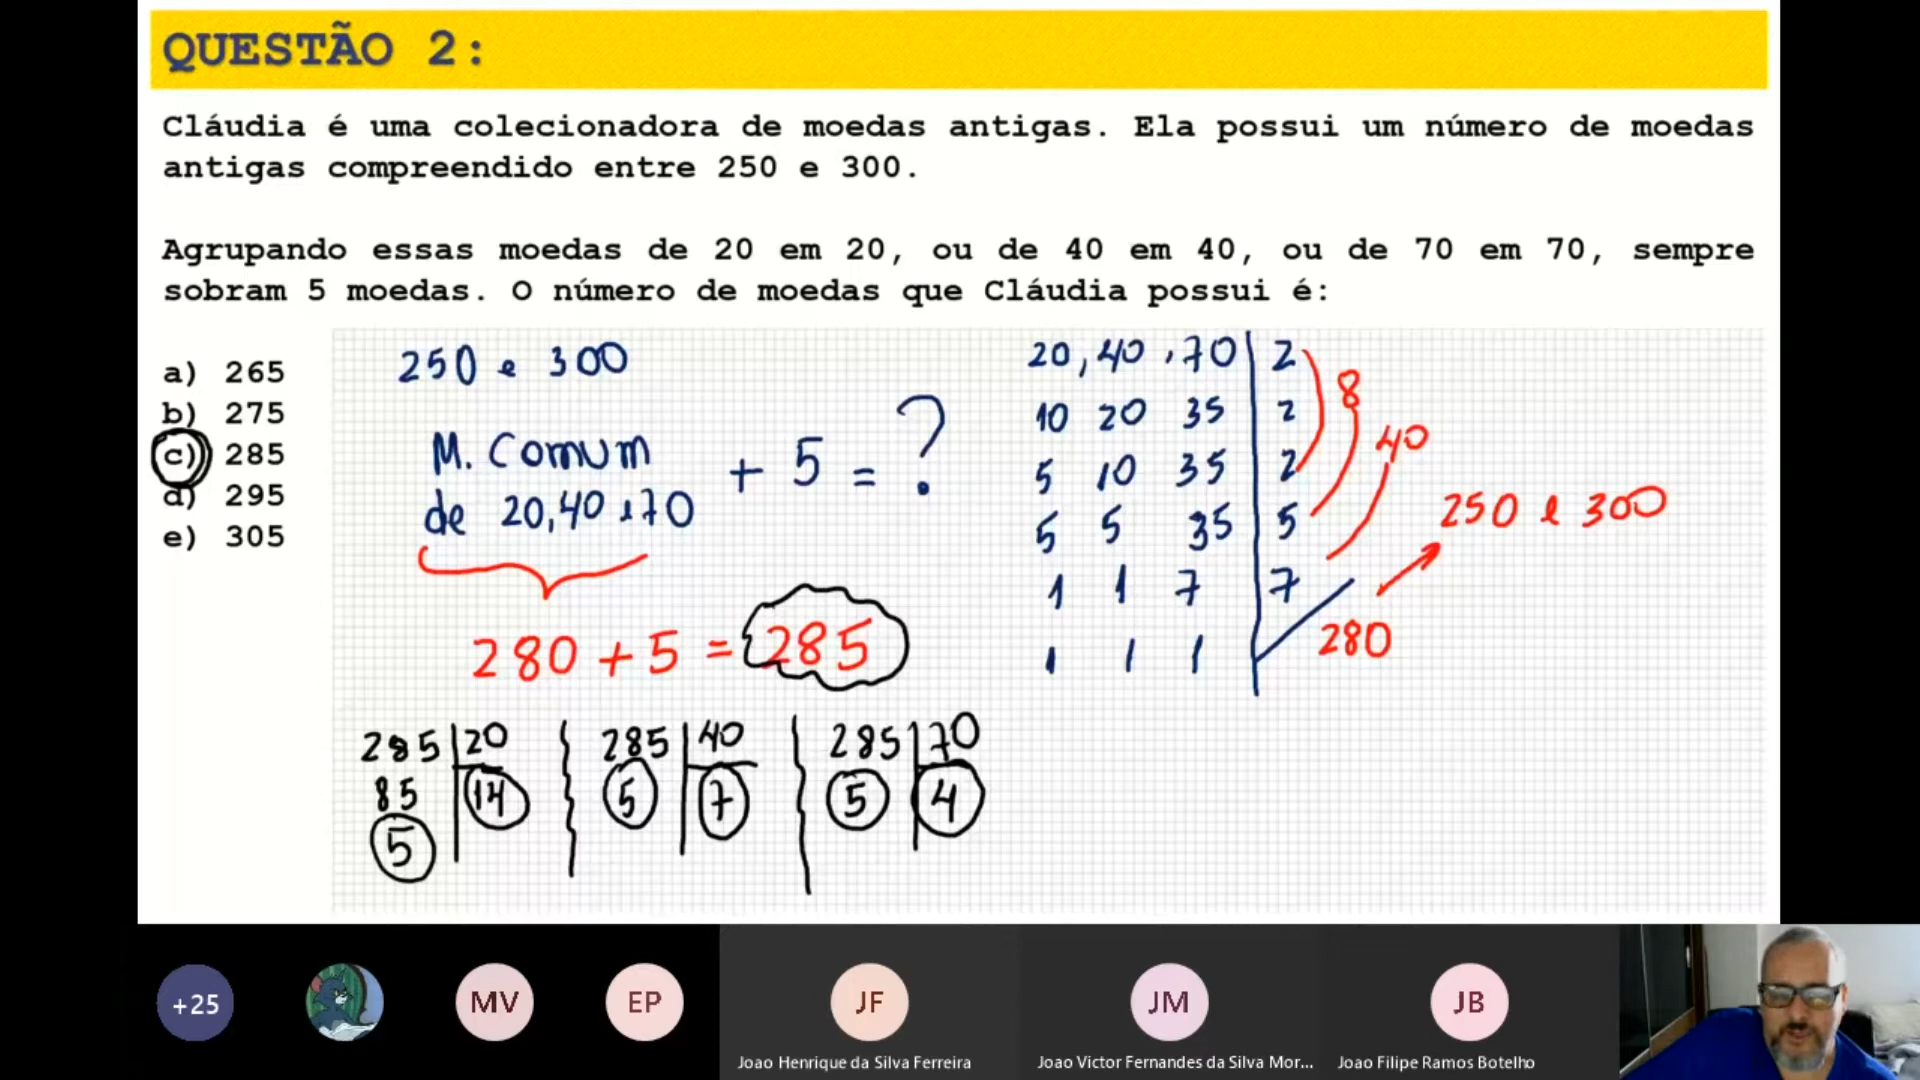 QUESTÃO 2:
Cláudia é uma colecionadora de moedas antigas. Ela possui um número de moedas
antigas compreendido entre 250 e 300.
Agrupando essas moedas de 20 em 20, ou de 40 em 40, ou de 70 em 70, sempre
sobram 5 moedas. O número de moedas que Cláudia possui é:
a) 265
b) 275
c) 285
d) 295
e) 305
250 e 300
M. Comum
de 20,40 e 70
+ 5 = ?
280 + 5 = 285
20, 40, 70 2
10 20 35 2
5 10 35 2
5 5 35 5
1 1 7 7
1 1 1
8
40
280
250 e 300
285 20
85 14
5
285 40
5 7
285 70
5 4
+25
MV
EP
JF
JM
JB
Joao Henrique da Silva Ferreira
Joao Victor Fernandes da Silva Mor...
Joao Filipe Ramos Botelho